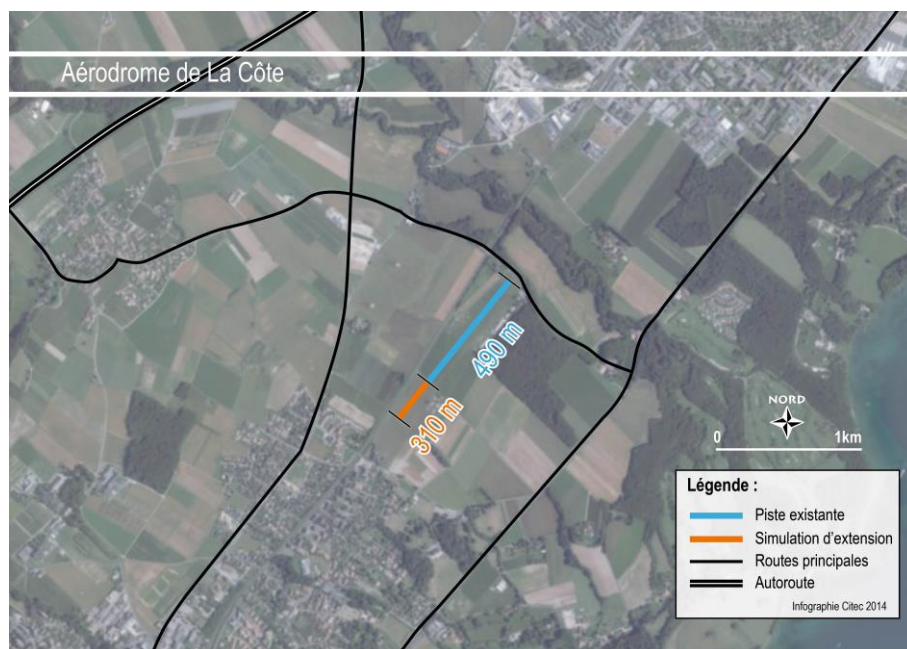 Aérodrome de La Côte
490 m
310 m
NORD
0 1km
Légende :
Piste existante
Simulation d'extension
Routes principales
Autoroute
Infographie Citec 2014